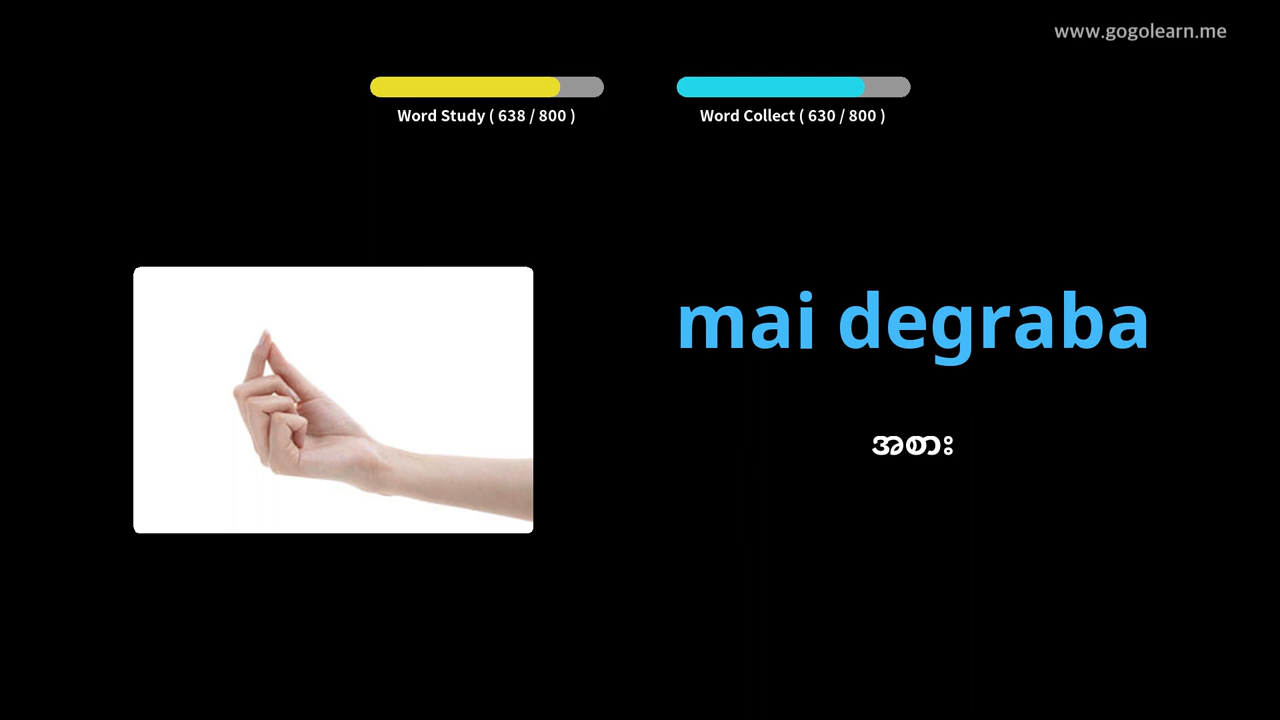 www.gogolearn.me
Word Study ( 638 / 800 )
Word Collect ( 630 / 800 )
mai degraba
အစား